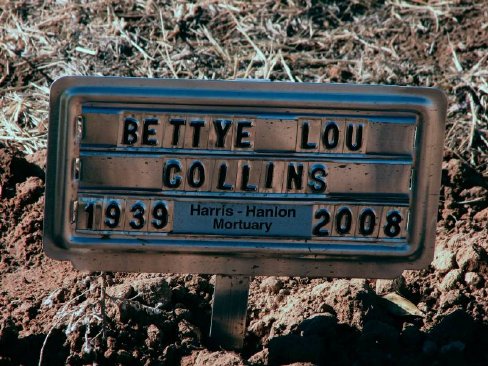 BETTYE LOU
COLLINS
1939 Harris - Hanlon Mortuary 2008